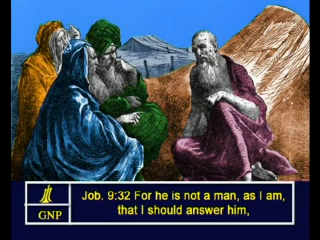 Job. 9:32 For he is not a man, as I am,
that I should answer him,
GNP